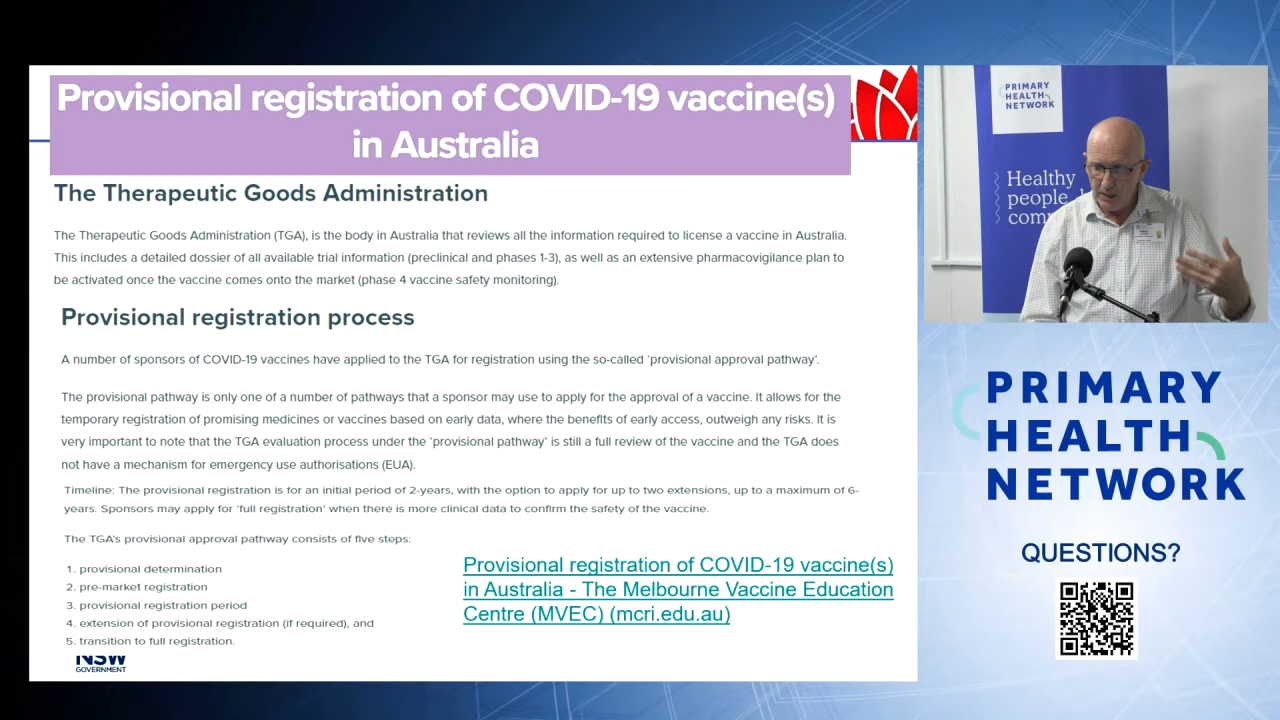 Provisional registration of COVID-19 vaccine(s)
in Australia
The Therapeutic Goods Administration
The Therapeutic Goods Administration (TGA), is the body in Australia that reviews all the information required to license a vaccine in Australia.
This includes a detailed dossier of all available trial information (preclinical and phases 1-3), as well as an extensive pharmacovigilance plan to
be activated once the vaccine comes onto the market (phase 4 vaccine safety monitoring).
Provisional registration process
A number of sponsors of COVID-19 vaccines have applied to the TGA for registration using the so-called ‘provisional approval pathway’.
The provisional pathway is only one of a number of pathways that a sponsor may use to apply for the approval of a vaccine. It allows for the
temporary registration of promising medicines or vaccines based on early data, where the benefits of early access, outweigh any risks. It is
very important to note that the TGA evaluation process under the ‘provisional pathway’ is still a full review of the vaccine and the TGA does
not have a mechanism for emergency use authorisations (EUA).
Timeline: The provisional registration is for an initial period of 2-years, with the option to apply for up to two extensions, up to a maximum of 6-
years. Sponsors may apply for ‘full registration’ when there is more clinical data to confirm the safety of the vaccine.
The TGA's provisional approval pathway consists of five steps:
1. provisional determination
2. pre-market registration
3. provisional registration period
4. extension of provisional registration (if required), and
5. transition to full registration.
Provisional registration of COVID-19 vaccine(s)
in Australia - The Melbourne Vaccine Education
Centre (MVEC) (mcri.edu.au)
NSW
GOVERNMENT
PRIMARY
HEALTH
NETWORK
Healthy
people,
PRIMARY
HEALTH
NETWORK
QUESTIONS?